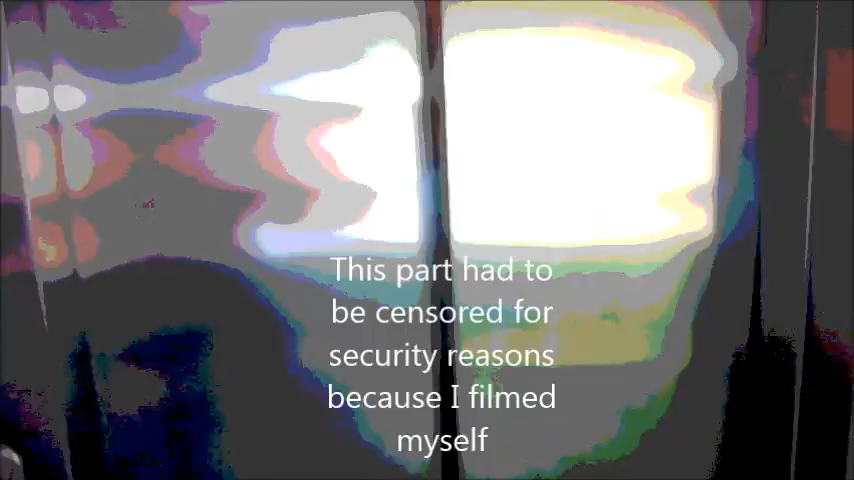 This part had to
be censored for
security reasons
because I filmed
myself